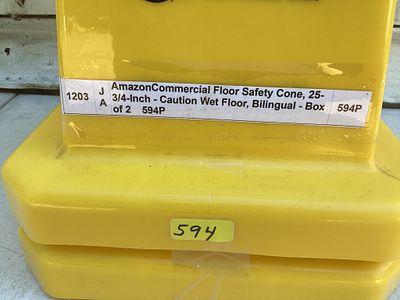 1203 J A AmazonCommercial Floor Safety Cone, 25-
3/4-Inch - Caution Wet Floor, Bilingual - Box
of 2 594P
594P
594